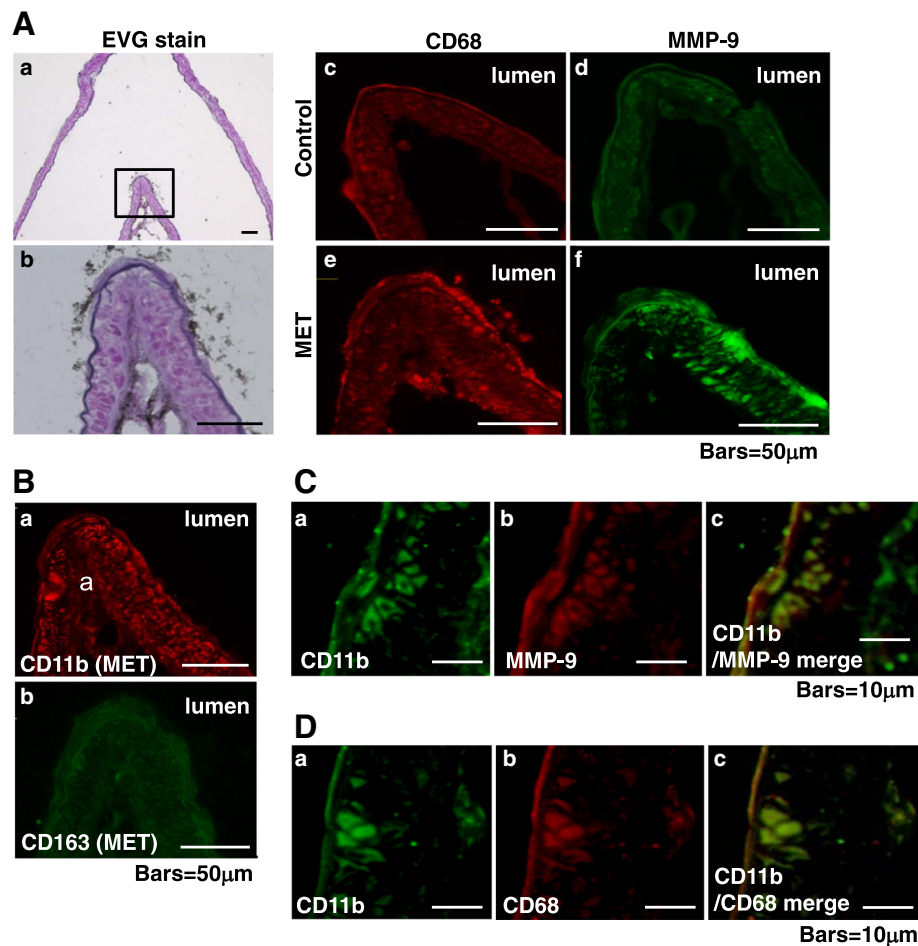 A
EVG stain
CD68
MMP-9
a
c
lumen
d
lumen
Control
b
e
lumen
f
lumen
MET
Bars=50μm
B
a
lumen
a
CD11b (MET)
b
lumen
CD163 (MET)
Bars=50μm
C
a
CD11b
b
MMP-9
c
CD11b
/MMP-9 merge
Bars=10μm
D
a
CD11b
b
CD68
c
CD11b
/CD68 merge
Bars=10μm